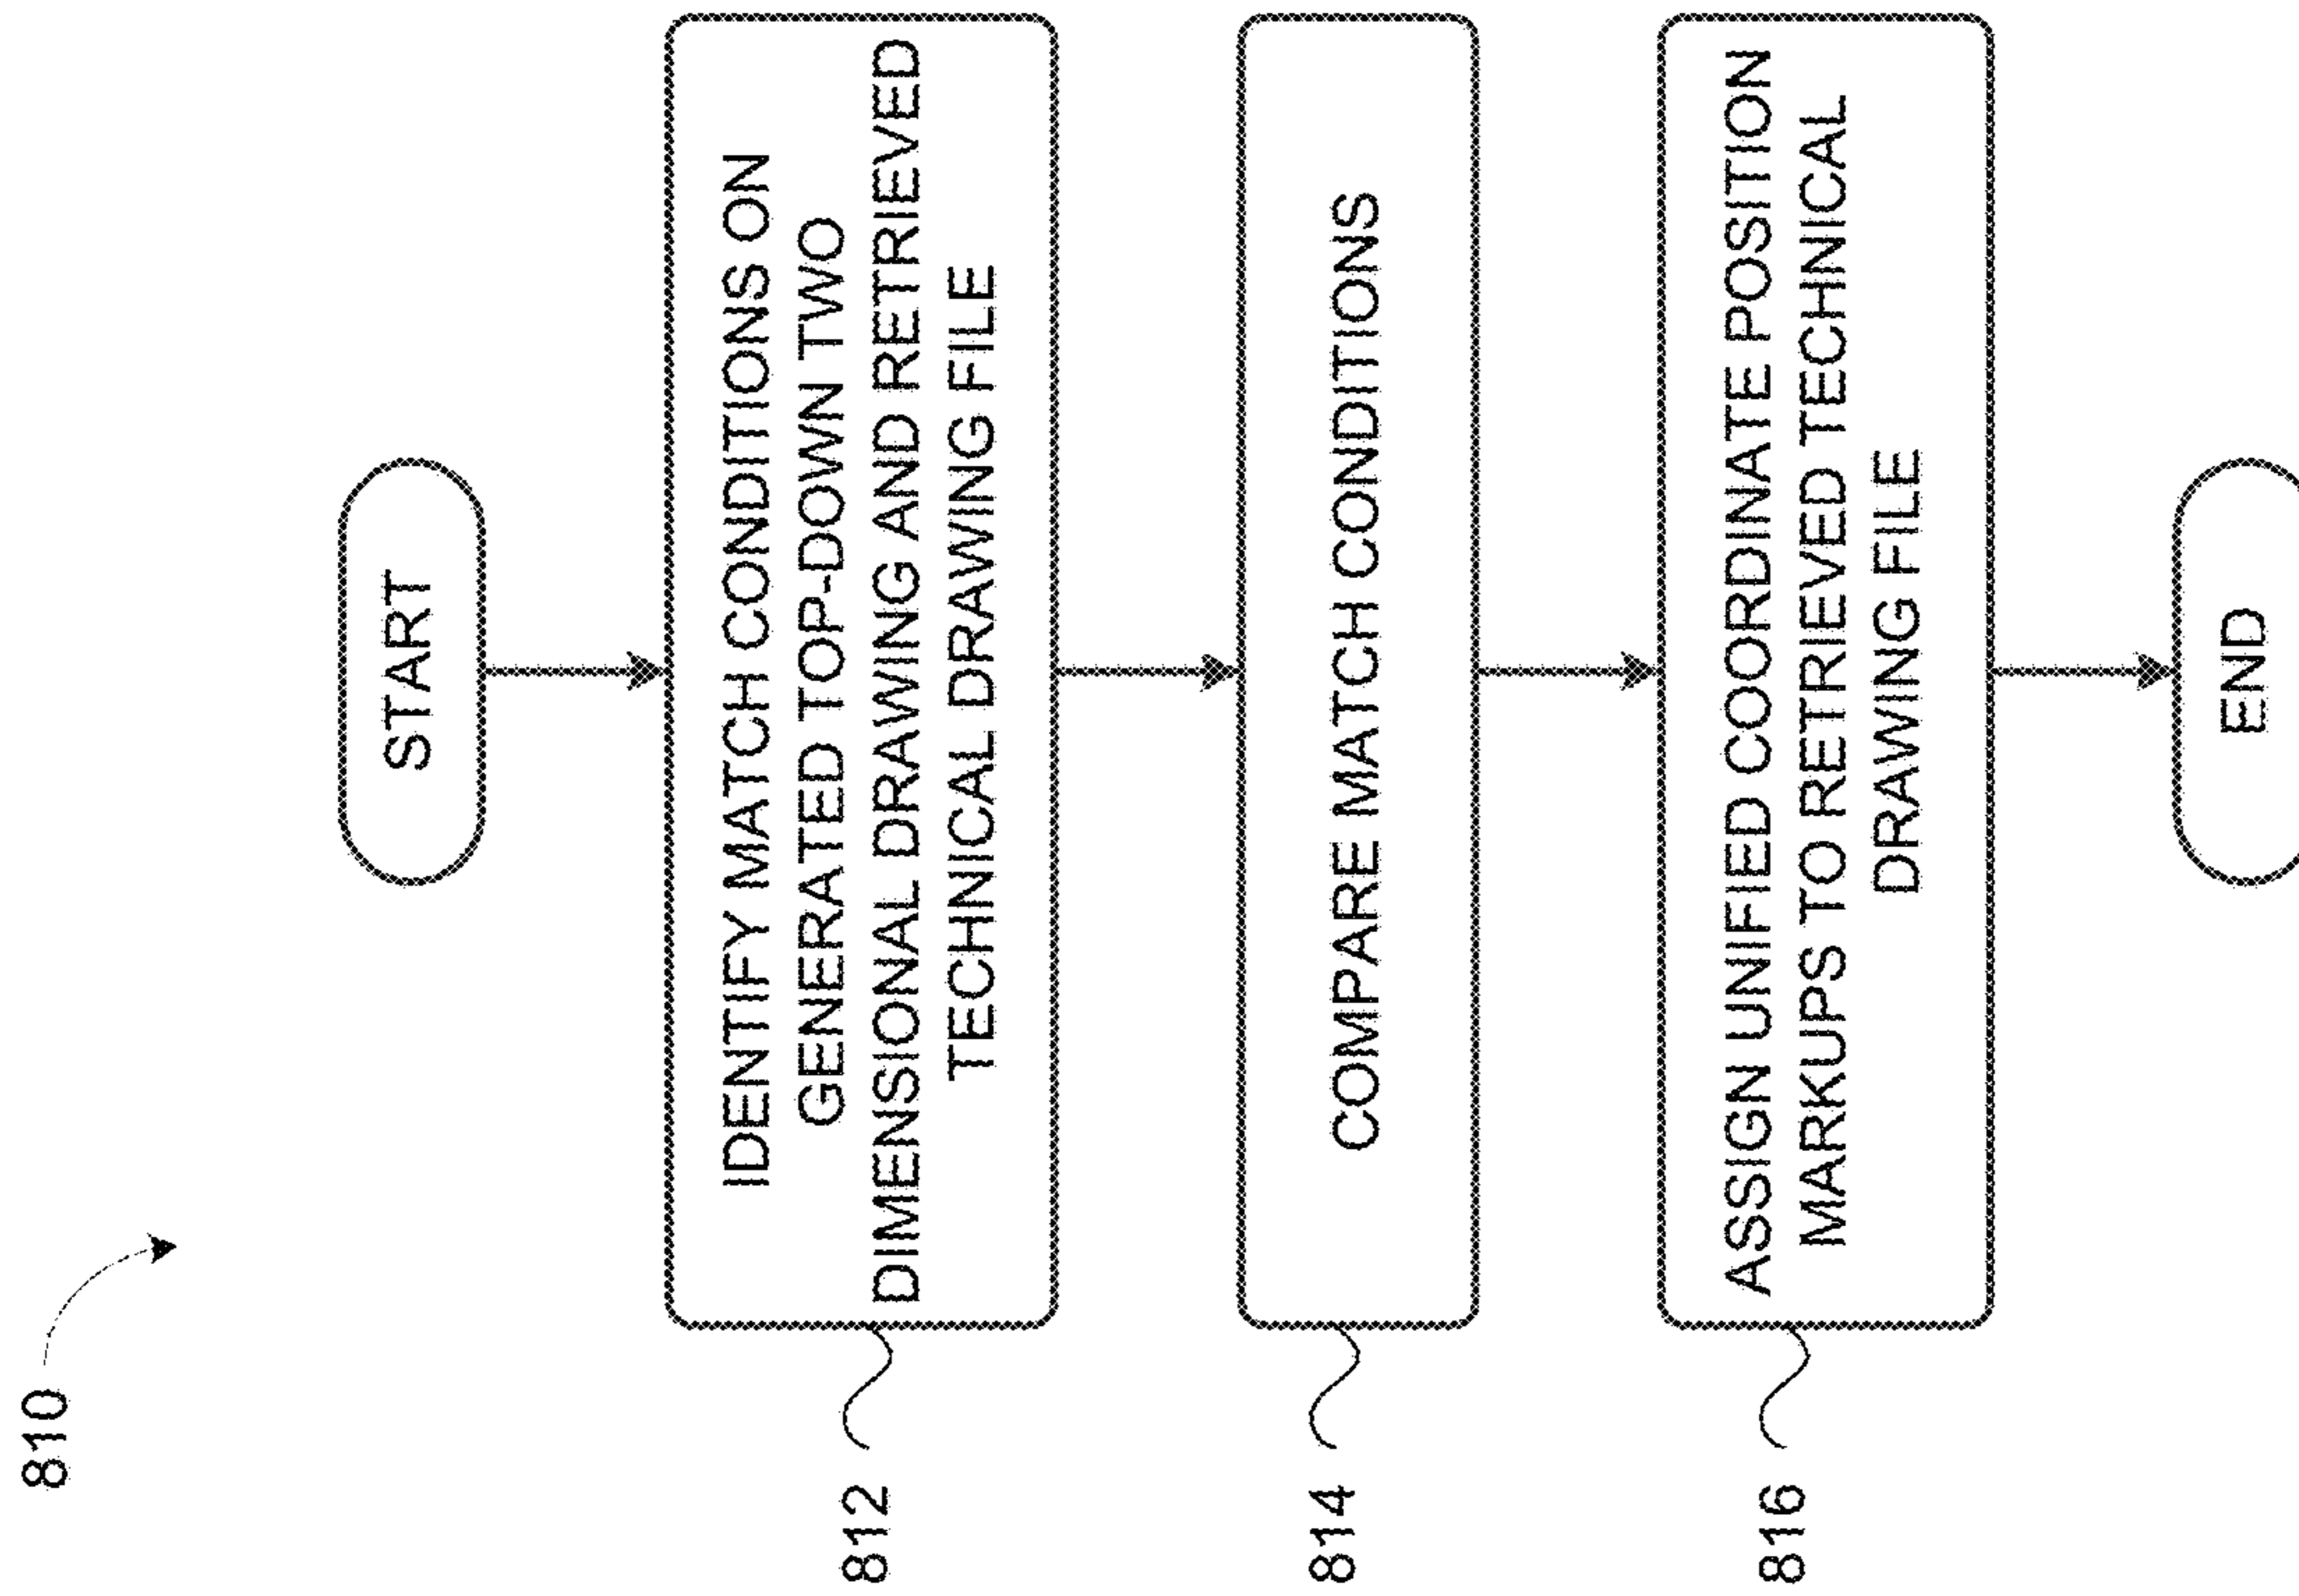 810
START
812
IDENTIFY MATCH CONDITIONS ON
GENERATED TOP-DOWN TWO
DIMENSIONAL DRAWING AND RETRIEVED
TECHNICAL DRAWING FILE
814
COMPARE MATCH CONDITIONS
816
ASSIGN UNIFIED COORDINATE POSITION
MARKUPS TO RETRIEVED TECHNICAL
DRAWING FILE
END